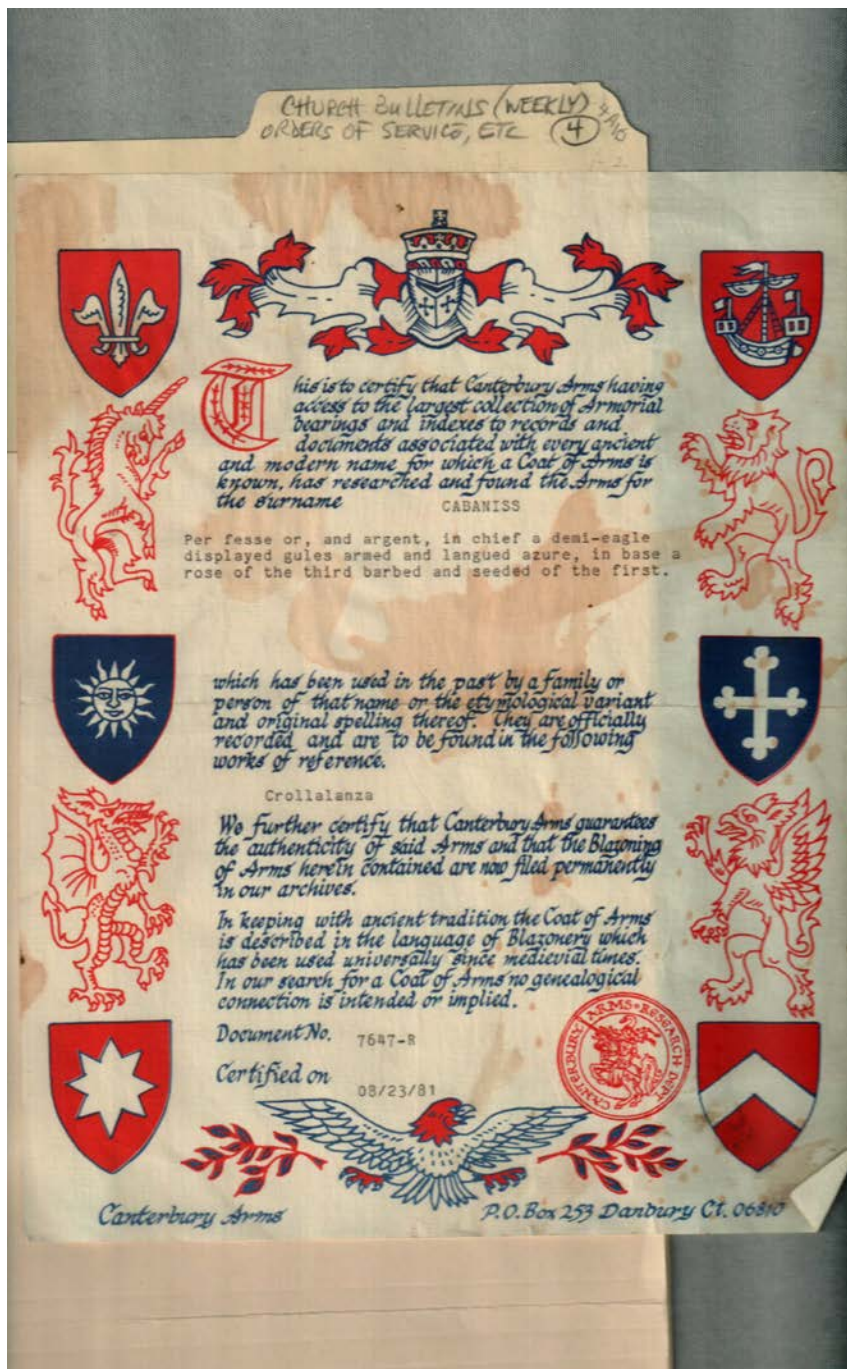 CHURCH BULLETINS (WEEKLY)
ORDERS OF SERVICE, ETC 4
This is to certify that Canterbury Arms having
access to the largest collection of Armorial
bearings and indexes to records and
documents associated with every ancient
and modern name for which a Coat of Arms is
known, has researched and found the Arms for
the surname CABANISS
Per fesse or, and argent, in chief a demi-eagle
displayed gules armed and langued azure, in base a
rose of the third barbed and seeded of the first.
which has been used in the past by a family or
person of that name or the etymological variant
and original spelling thereof. They are officially
recorded and are to be found in the following
works of reference.
Crollalanza
We further certify that Canterbury Arms guarantees
the authenticity of said Arms and that the Blazoning
of Arms herein contained are now filed permanently
in our archives.
In keeping with ancient tradition the Coat of Arms
is described in the language of Blazonery which
has been used universally since medievial times.
In our search for a Coat of Arms no genealogical
connection is intended or implied.
Document No. 7647-R
CANTERBURY ARMS RESEARCH DEPT
Certified on 08/23/81
Canterbury Arms P.O. Box 253 Danbury Ct. 06810